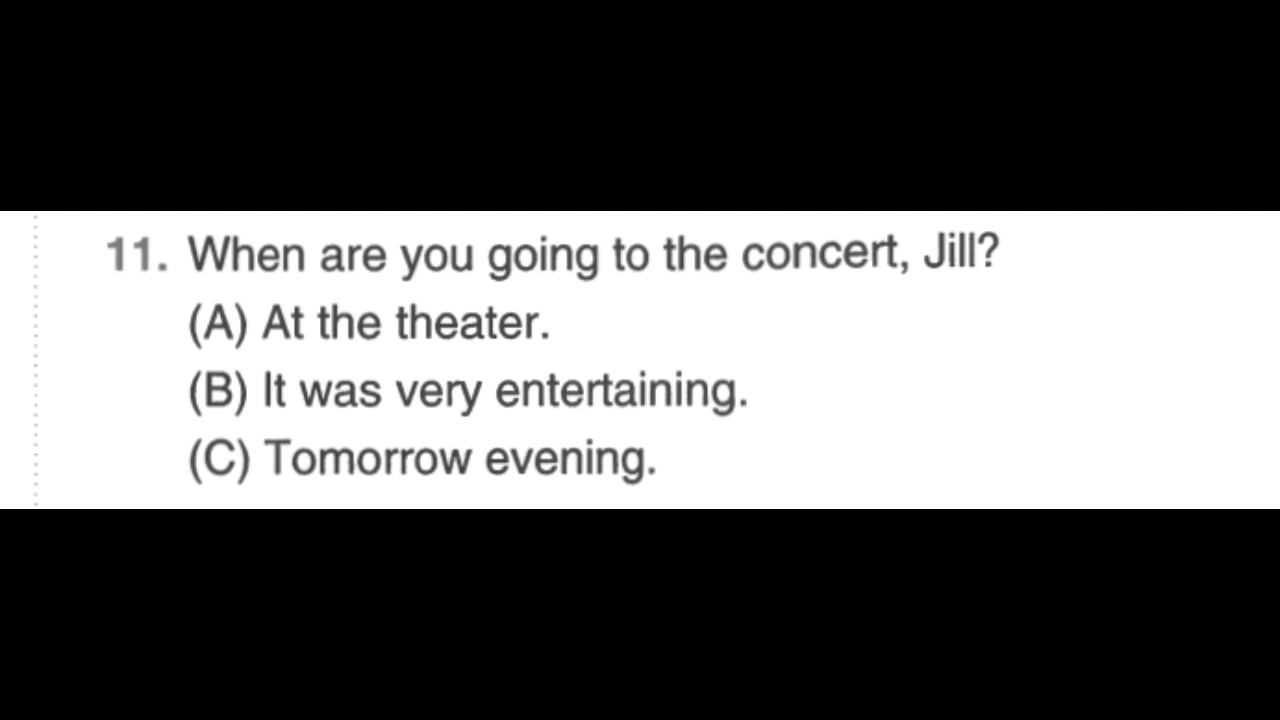 11. When are you going to the concert, Jill?
(A) At the theater.
(B) It was very entertaining.
(C) Tomorrow evening.